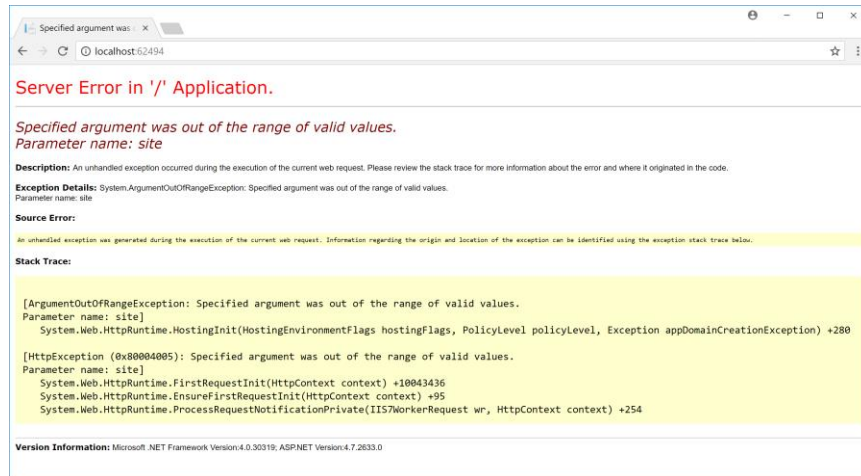 Specified argument was o
localhost:62494
Server Error in '/' Application.
Specified argument was out of the range of valid values.
Parameter name: site
Description: An unhandled exception occurred during the execution of the current web request. Please review the stack trace for more information about the error and where it originated in the code.
Exception Details: System.ArgumentOutOfRangeException: Specified argument was out of the range of valid values.
Parameter name: site
Source Error:
An unhandled exception was generated during the execution of the current web request. Information regarding the origin and location of the exception can be identified using the exception stack trace below.
Stack Trace:
[ArgumentOutOfRangeException: Specified argument was out of the range of valid values.
Parameter name: site]
System.Web.HttpRuntime.HostingInit(HostingEnvironmentFlags hostingFlags, PolicyLevel policyLevel, Exception appDomainCreationException) +280
[HttpException (0x80004005): Specified argument was out of the range of valid values.
Parameter name: site]
System.Web.HttpRuntime.FirstRequestInit(HttpContext context) +10043436
System.Web.HttpRuntime.EnsureFirstRequestInit(HttpContext context) +95
System.Web.HttpRuntime.ProcessRequestNotificationPrivate(IIS7WorkerRequest wr, HttpContext context) +254
Version Information: Microsoft .NET Framework Version:4.0.30319; ASP.NET Version:4.7.2633.0